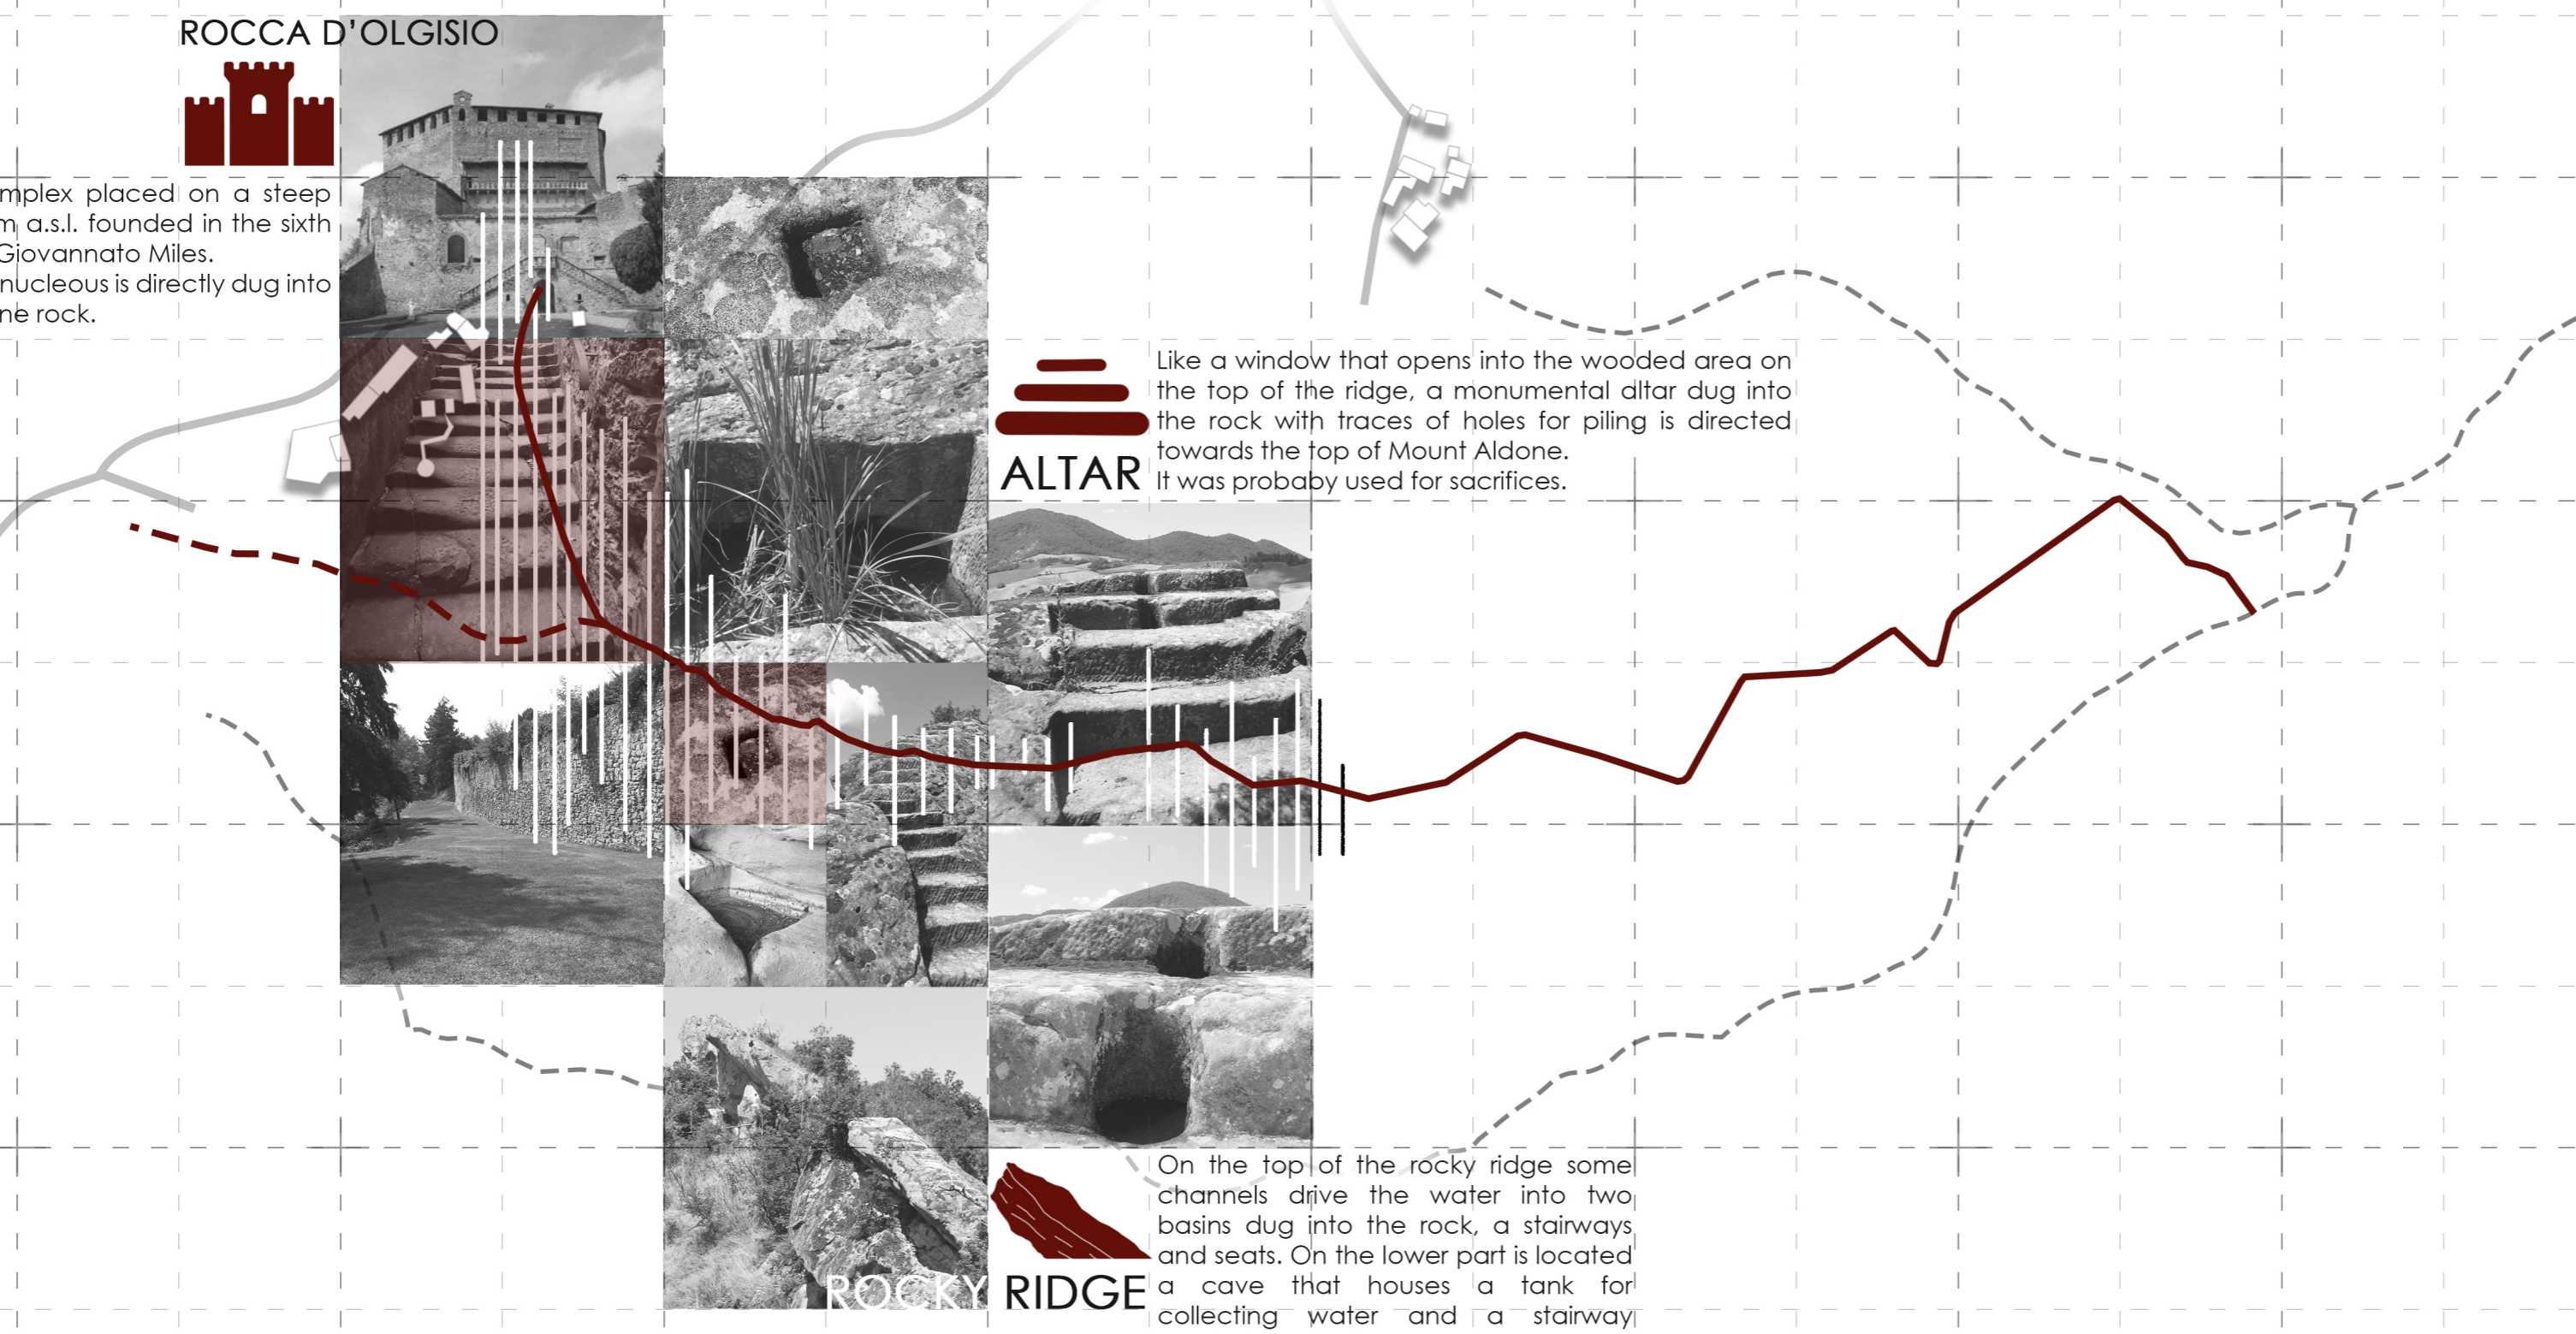 ROCCA D'OLGISIO
mplex placed on a steep
m a.s.l. founded in the sixth
Giovannato Miles.
nucleous is directly dug into
ne rock.
Like a window that opens into the wooded area on
the top of the ridge, a monumental altar dug into
the rock with traces of holes for piling is directed
towards the top of Mount Aldone.
It was probaby used for sacrifices.
ALTAR
On the top of the rocky ridge some
channels drive the water into two
basins dug into the rock, a stairways
and seats. On the lower part is located
a cave that houses a tank for
collecting water and a stairway
ROCKY RIDGE